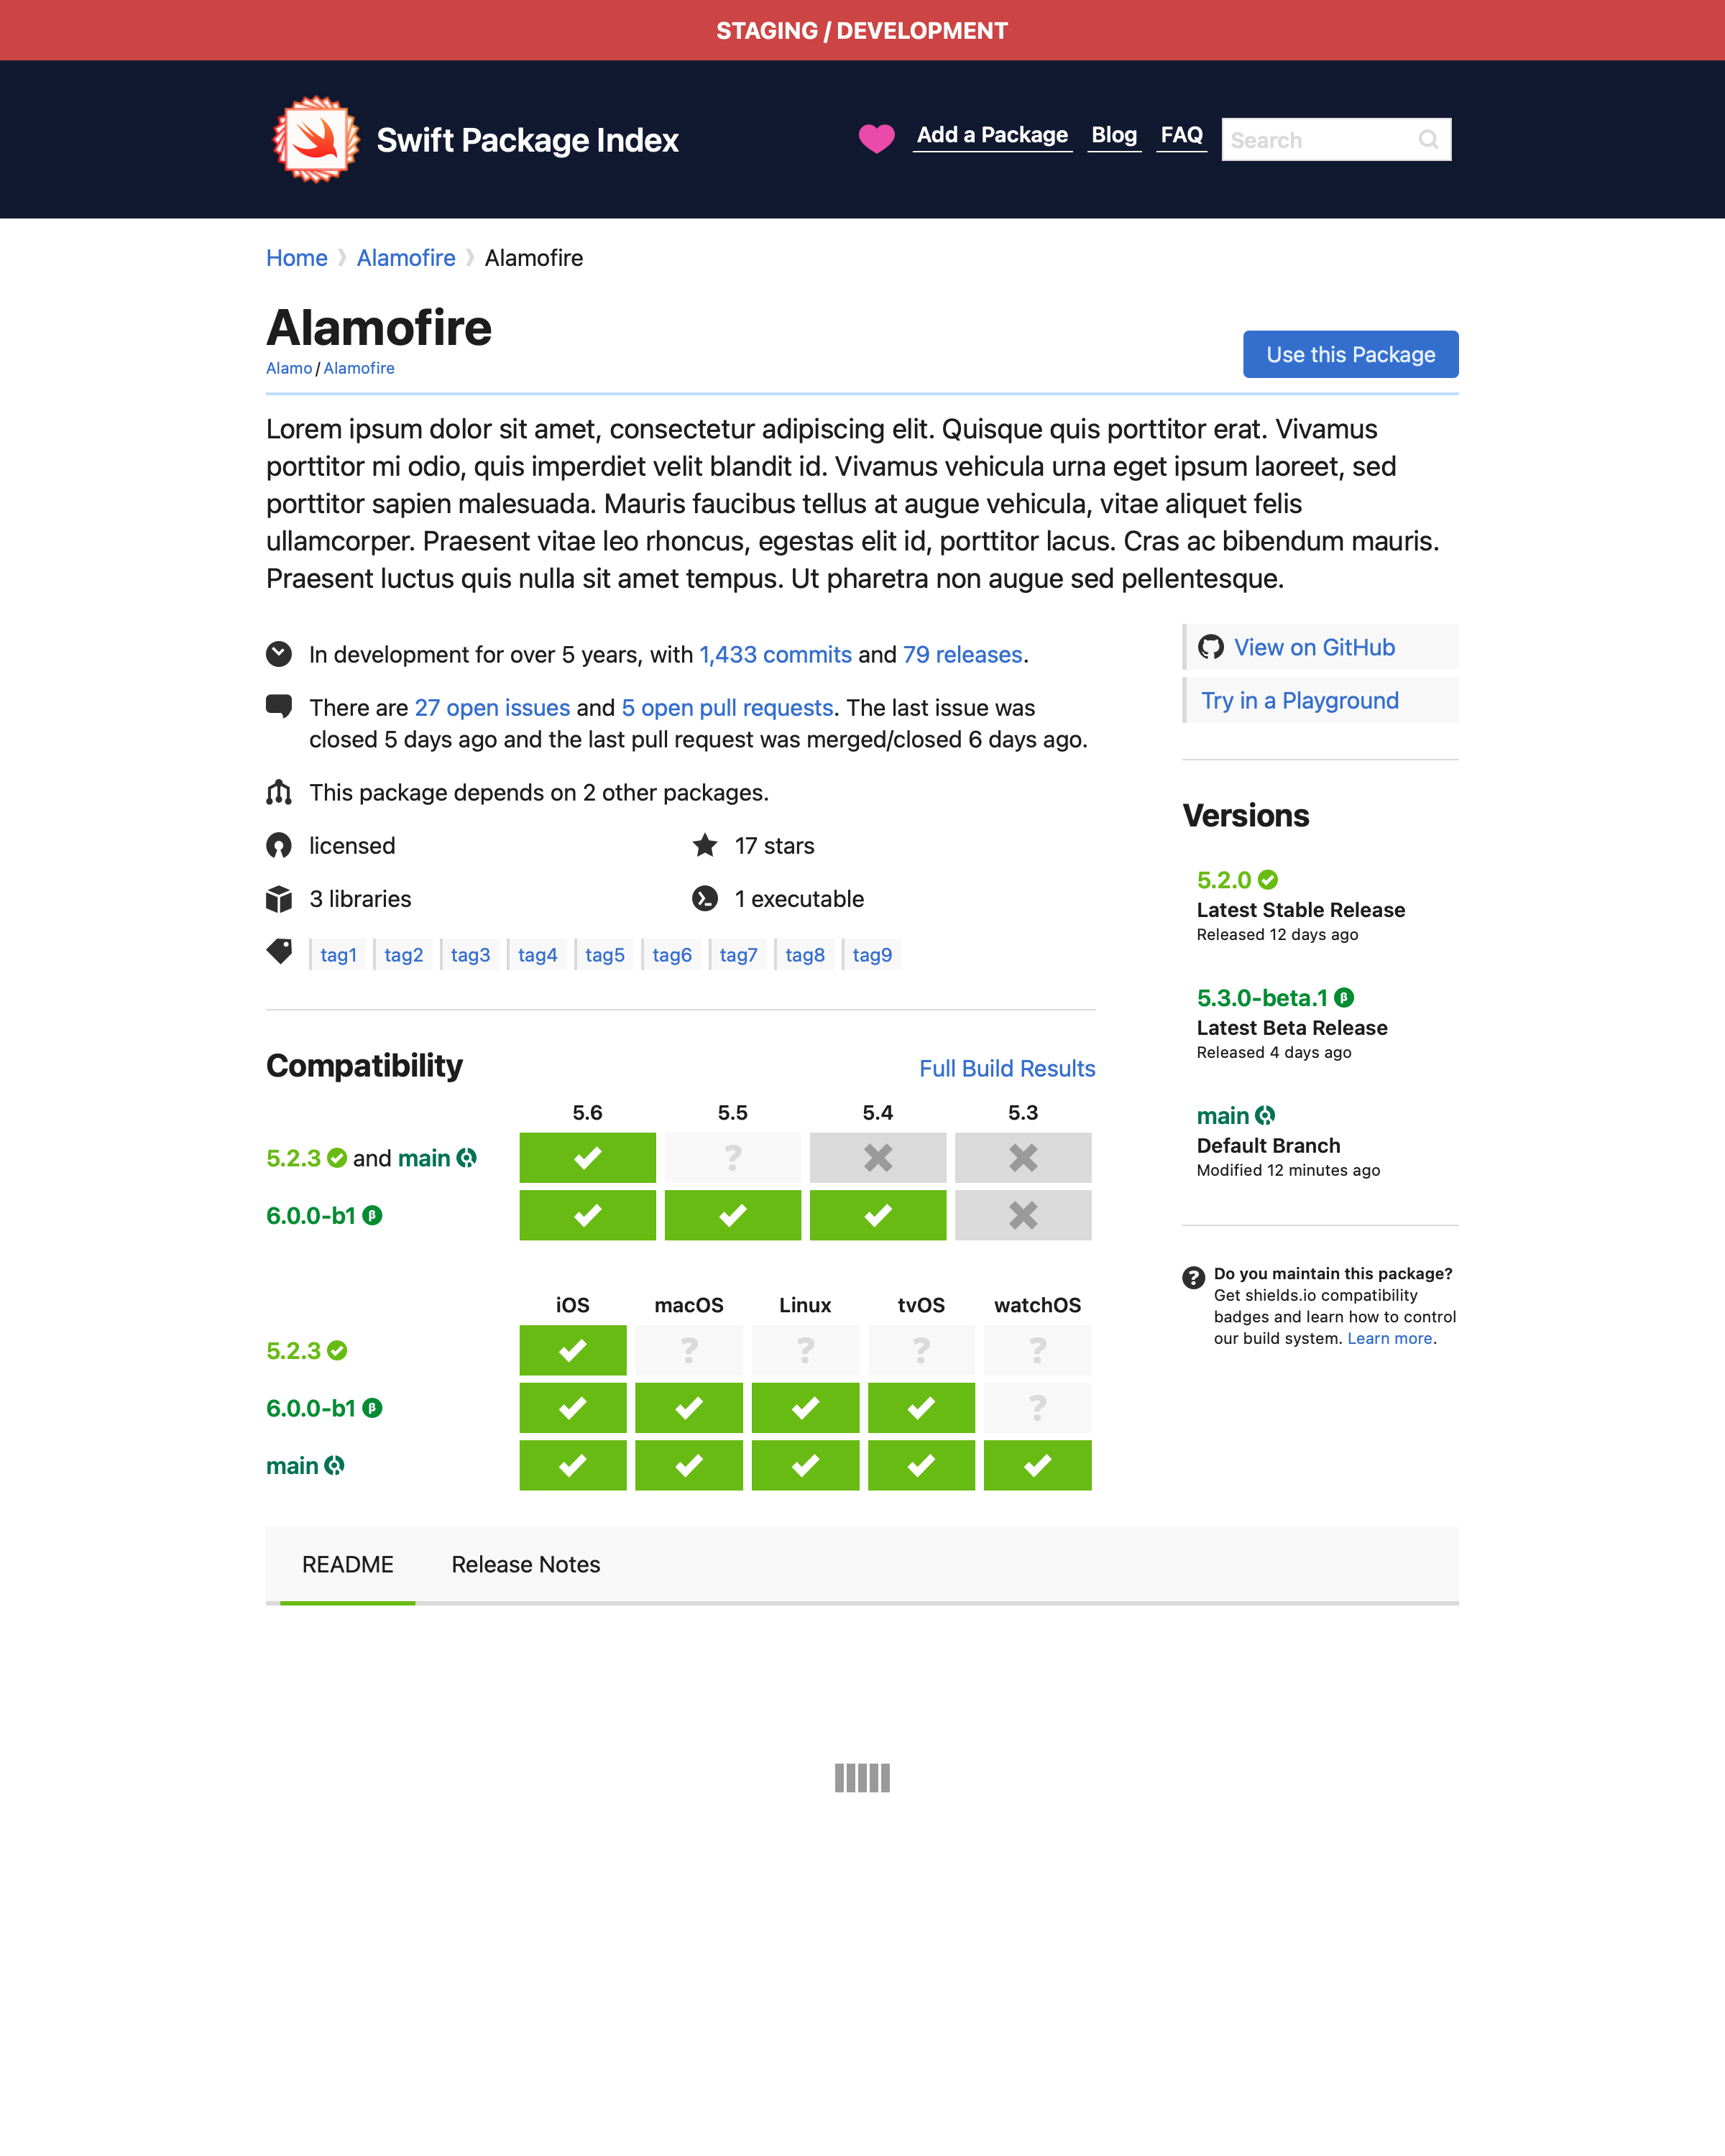 STAGING / DEVELOPMENT
Swift Package Index
Add a Package Blog FAQ Search
Home Alamofire Alamofire
Alamofire
Alamo / Alamofire
Use this Package
Lorem ipsum dolor sit amet, consectetur adipiscing elit. Quisque quis porttitor erat. Vivamus
porttitor mi odio, quis imperdiet velit blandit id. Vivamus vehicula urna eget ipsum laoreet, sed
porttitor sapien malesuada. Mauris faucibus tellus at augue vehicula, vitae aliquet felis
ullamcorper. Praesent vitae leo rhoncus, egestas elit id, porttitor lacus. Cras ac bibendum mauris.
Praesent luctus quis nulla sit amet tempus. Ut pharetra non augue sed pellentesque.
In development for over 5 years, with 1,433 commits and 79 releases.
There are 27 open issues and 5 open pull requests. The last issue was
closed 5 days ago and the last pull request was merged/closed 6 days ago.
This package depends on 2 other packages.
licensed
17 stars
3 libraries
1 executable
tag1 tag2 tag3 tag4 tag5 tag6 tag7 tag8 tag9
Compatibility
Full Build Results
5.6 5.5 5.4 5.3
5.2.3 and main
?
6.0.0-b1 β
iOS macOS Linux tvOS watchOS
5.2.3
? ? ? ?
6.0.0-b1 β
?
main
View on GitHub
Try in a Playground
Versions
5.2.0
Latest Stable Release
Released 12 days ago
5.3.0-beta.1 β
Latest Beta Release
Released 4 days ago
main
Default Branch
Modified 12 minutes ago
? Do you maintain this package?
Get shields.io compatibility
badges and learn how to control
our build system. Learn more.
README Release Notes